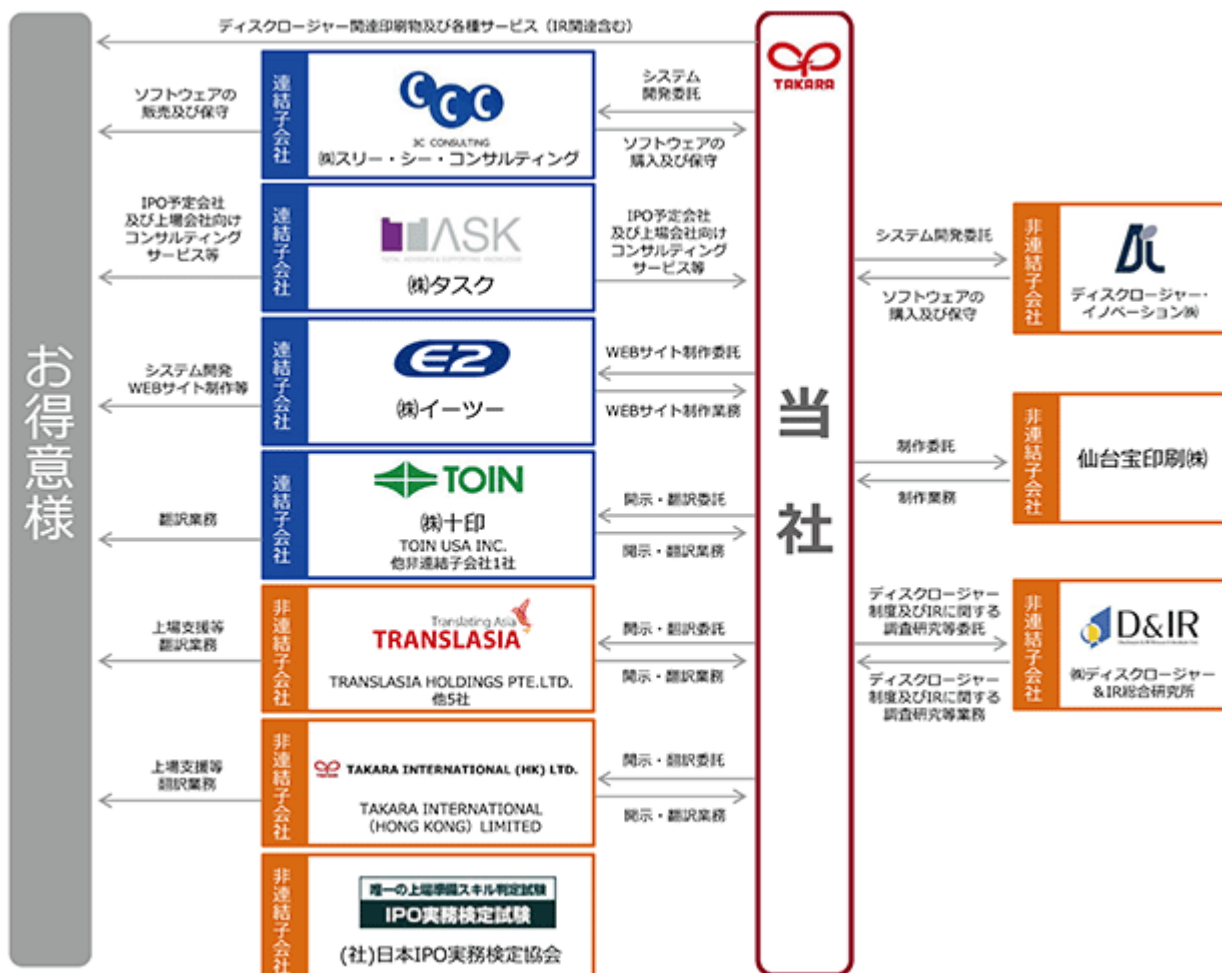 ディスクロージャー関連印刷物及び各種サービス（IR関連含む）
お得意様
ソフトウェアの
販売及び保守
連結子会社
CCC
3C CONSULTING
㈱スリー・シー・コンサルティング
システム
開発委託
ソフトウェアの
購入及び保守
IPO予定会社
及び上場会社向け
コンサルティング
サービス等
連結子会社
TASK
㈱タスク
IPO予定会社
及び上場会社向け
コンサルティング
サービス等
システム開発
WEBサイト制作等
連結子会社
E2
㈱イーツー
WEBサイト制作委託
WEBサイト制作業務
翻訳業務
連結子会社
TOIN
㈱十印
TOIN USA INC.
他非連結子会社1社
開示・翻訳委託
開示・翻訳業務
上場支援等
翻訳業務
非連結子会社
Translating Asia
TRANSLASIA
TRANSLASIA HOLDINGS PTE.LTD.
他5社
開示・翻訳委託
開示・翻訳業務
上場支援等
翻訳業務
非連結子会社
TAKARA INTERNATIONAL (HK) LTD.
TAKARA INTERNATIONAL
（HONG KONG）LIMITED
開示・翻訳委託
開示・翻訳業務
非連結子会社
唯一の上場準備スキル判定試験
IPO実務検定試験
(社)日本IPO実務検定協会
TAKARA
当社
システム開発委託
ソフトウェアの
購入及び保守
非連結子会社
ディスクロージャー・
イノベーション㈱
制作委託
制作業務
非連結子会社
仙台宝印刷㈱
ディスクロージャー
制度及びIRに関する
調査研究等委託
ディスクロージャー
制度及びIRに関する
調査研究等業務
非連結子会社
D&IR
㈱ディスクロージャー
&IR総合研究所